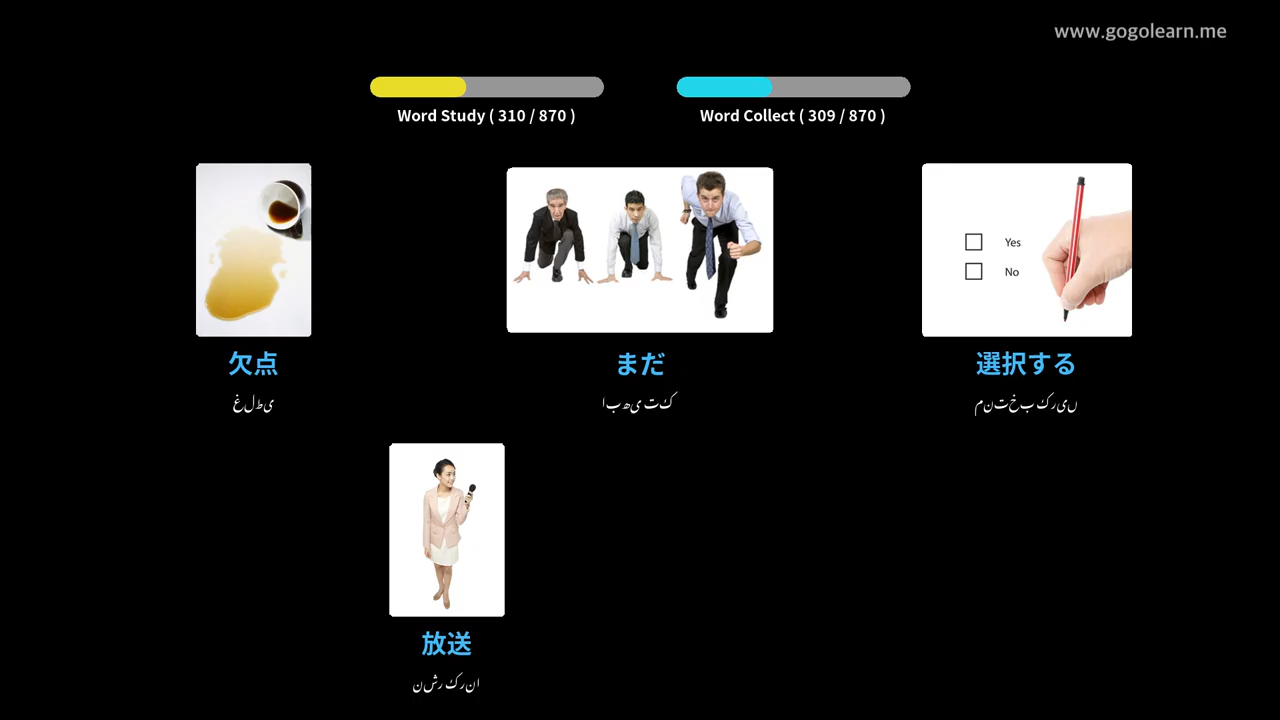 www.gogolearn.me
Word Study ( 310 / 870 )
Word Collect ( 309 / 870 )
Yes
No
欠点
غلطی
まだ
ابھی تک
選択する
منتخب کریں
放送
نشر کرنا